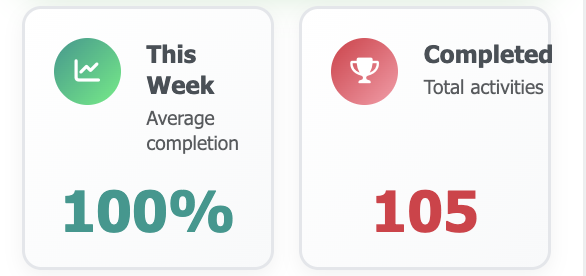 This
Week
Average
completion
100%
Completed
Total activities
105